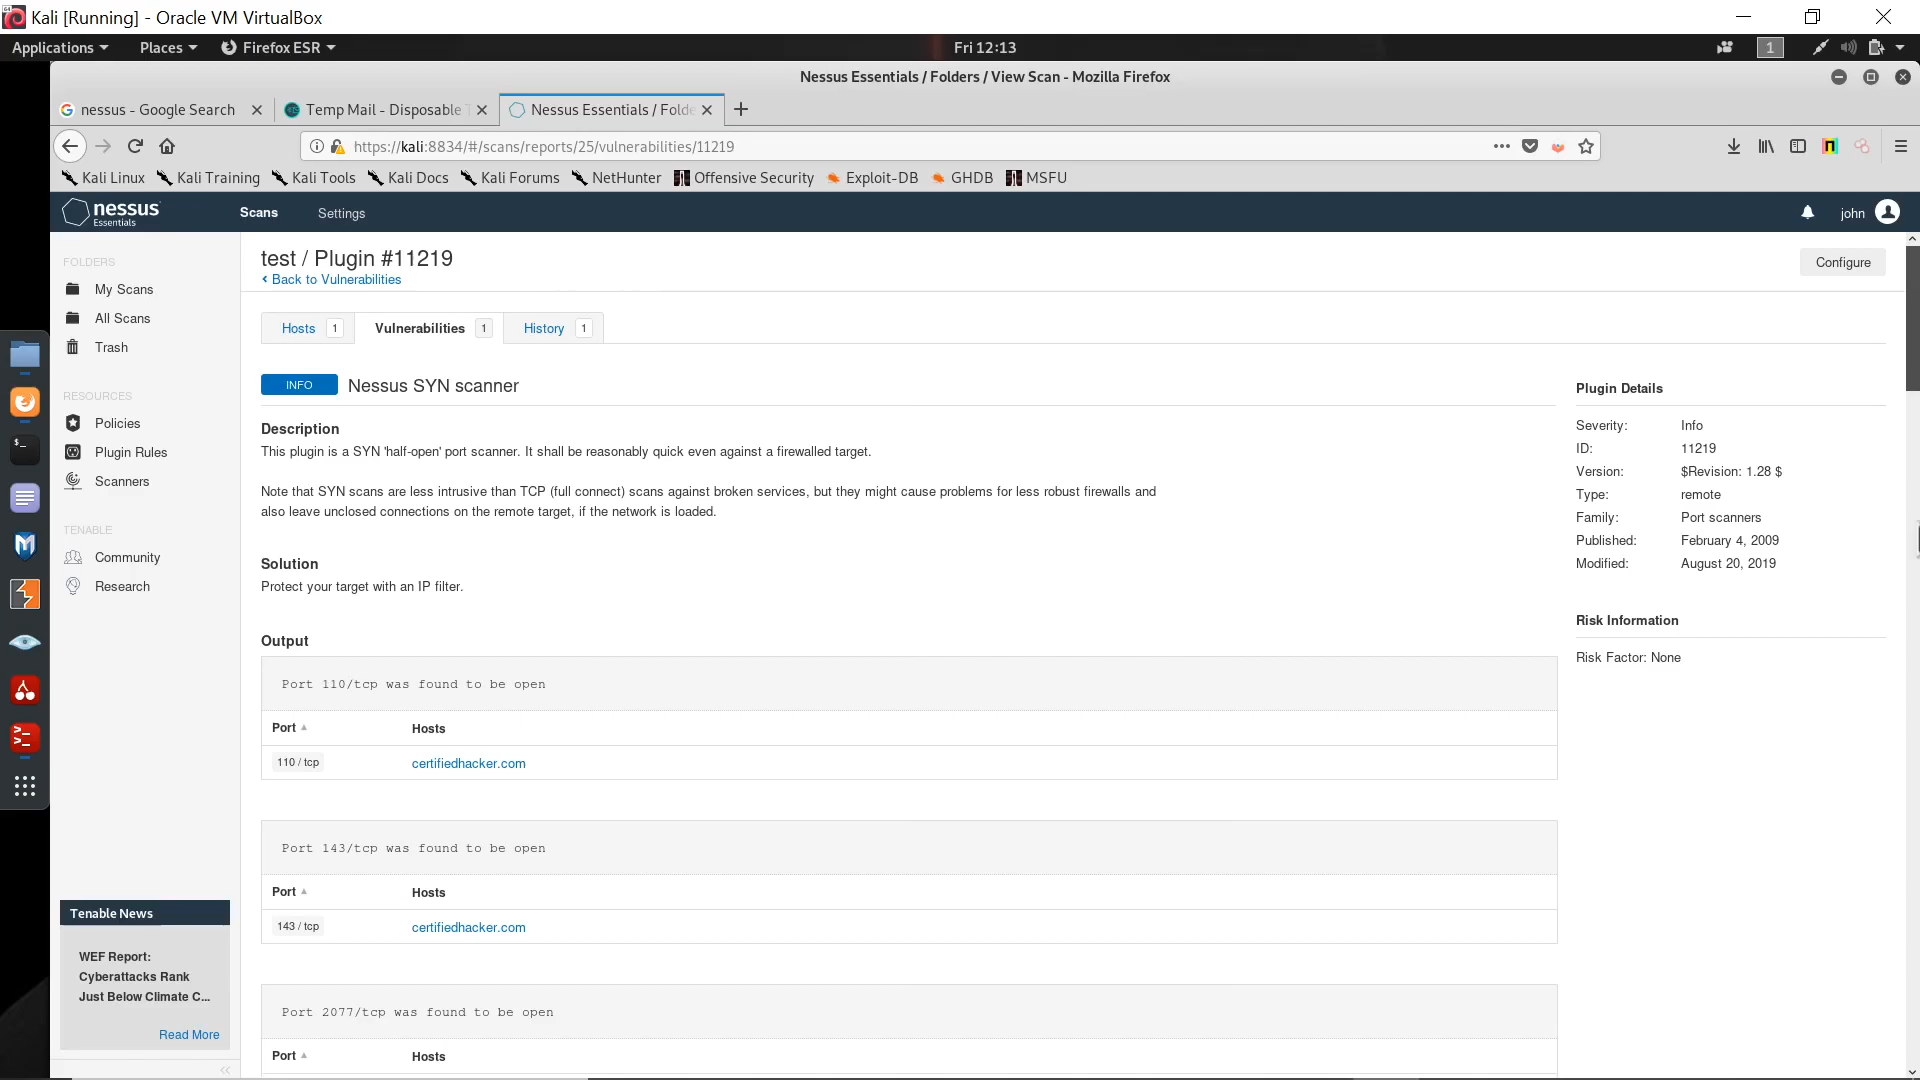 Kali [Running] - Oracle VM VirtualBox
Applications Places Firefox ESR Fri 12:13 1
Nessus Essentials / Folders / View Scan - Mozilla Firefox
nessus - Google Search Temp Mail - Disposable Nessus Essentials / Folde
https://kali:8834/#/scans/reports/25/vulnerabilities/11219
Kali Linux Kali Training Kali Tools Kali Docs Kali Forums NetHunter Offensive Security Exploit-DB GHDB MSFU
nessus Essentials Scans Settings john
FOLDERS
My Scans
All Scans
Trash
RESOURCES
Policies
Plugin Rules
Scanners
TENABLE
Community
Research
Tenable News
WEF Report:
Cyberattacks Rank
Just Below Climate C...
Read More
test / Plugin #11219
Back to Vulnerabilities
Configure
Hosts 1 Vulnerabilities 1 History 1
INFO Nessus SYN scanner
Description
This plugin is a SYN 'half-open' port scanner. It shall be reasonably quick even against a firewalled target.
Note that SYN scans are less intrusive than TCP (full connect) scans against broken services, but they might cause problems for less robust firewalls and
also leave unclosed connections on the remote target, if the network is loaded.
Solution
Protect your target with an IP filter.
Output
Port 110/tcp was found to be open
Port Hosts
110 / tcp certifiedhacker.com
Port 143/tcp was found to be open
Port Hosts
143 / tcp certifiedhacker.com
Port 2077/tcp was found to be open
Port Hosts
Plugin Details
Severity: Info
ID: 11219
Version: $Revision: 1.28 $
Type: remote
Family: Port scanners
Published: February 4, 2009
Modified: August 20, 2019
Risk Information
Risk Factor: None